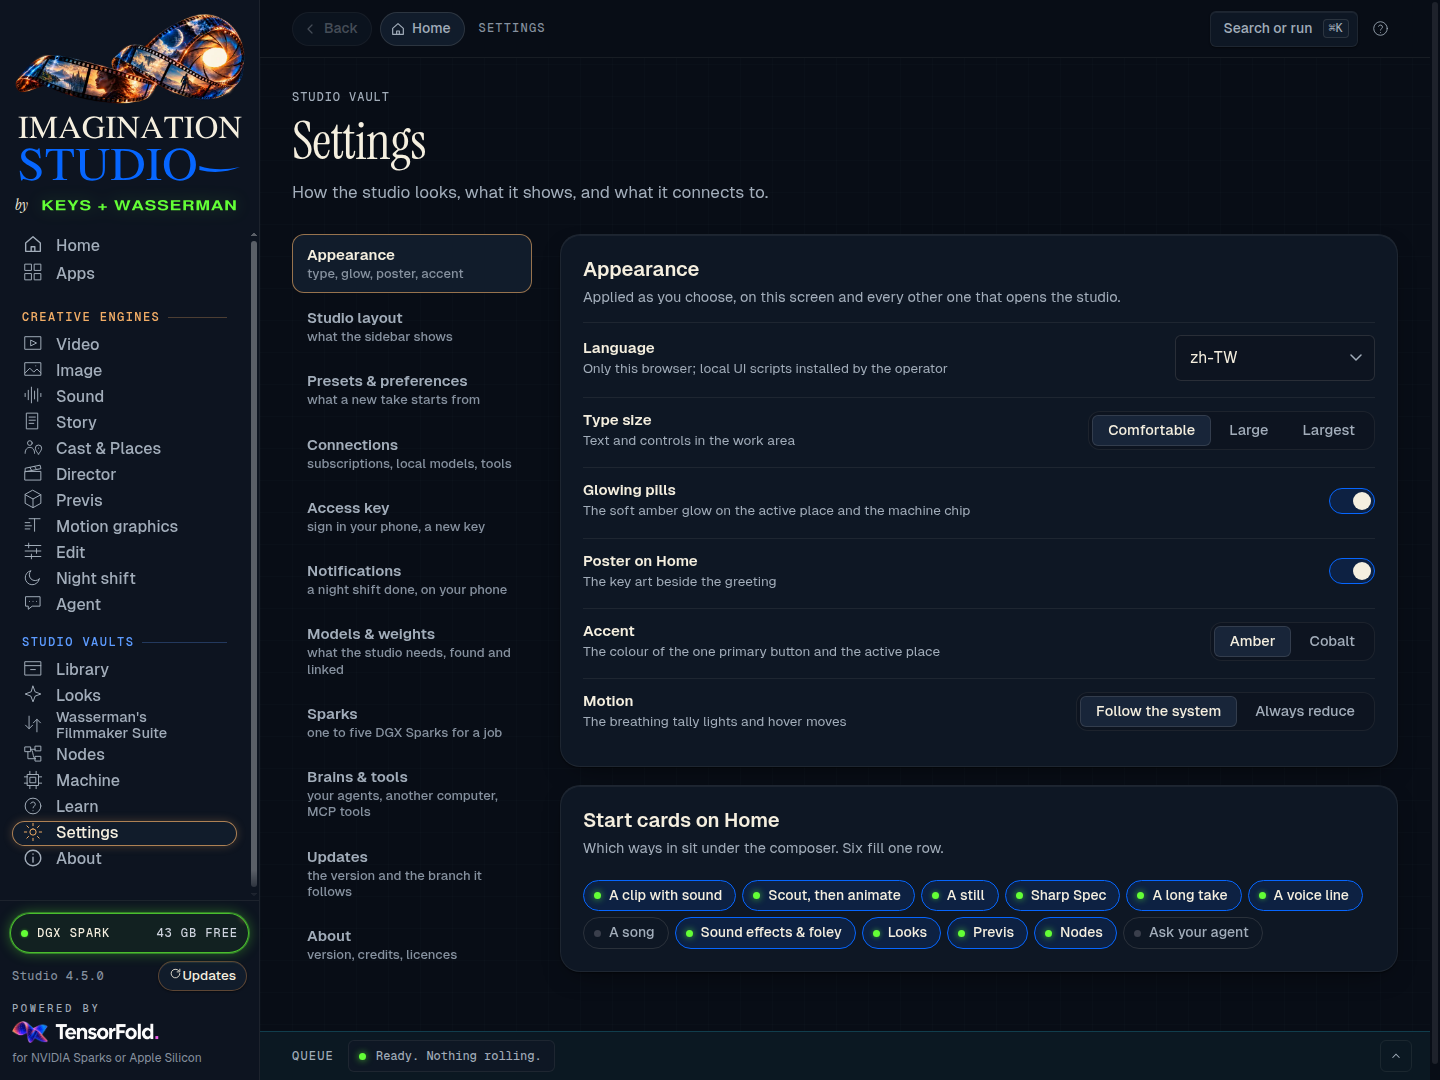 IMAGINATION
STUDIO
by KEYS + WASSERMAN
Home
Apps
CREATIVE ENGINES
Video
Image
Sound
Story
Cast & Places
Director
Previs
Motion graphics
Edit
Night shift
Agent
STUDIO VAULTS
Library
Looks
Wasserman's
Filmmaker Suite
Nodes
Machine
Learn
Settings
About
DGX SPARK 43 GB FREE
Studio 4.5.0 Updates
POWERED BY
TensorFold.
for NVIDIA Sparks or Apple Silicon
Back Home SETTINGS Search or run ⌘K
STUDIO VAULT
Settings
How the studio looks, what it shows, and what it connects to.
Appearance
type, glow, poster, accent
Studio layout
what the sidebar shows
Presets & preferences
what a new take starts from
Connections
subscriptions, local models, tools
Access key
sign in your phone, a new key
Notifications
a night shift done, on your phone
Models & weights
what the studio needs, found and
linked
Sparks
one to five DGX Sparks for a job
Brains & tools
your agents, another computer,
MCP tools
Updates
the version and the branch it
follows
About
version, credits, licences
Appearance
Applied as you choose, on this screen and every other one that opens the studio.
Language
Only this browser; local UI scripts installed by the operator
zh-TW
Type size
Text and controls in the work area
Comfortable Large Largest
Glowing pills
The soft amber glow on the active place and the machine chip
Poster on Home
The key art beside the greeting
Accent
The colour of the one primary button and the active place
Amber Cobalt
Motion
The breathing tally lights and hover moves
Follow the system Always reduce
Start cards on Home
Which ways in sit under the composer. Six fill one row.
A clip with sound Scout, then animate A still Sharp Spec A long take A voice line
A song Sound effects & foley Looks Previs Nodes Ask your agent
QUEUE Ready. Nothing rolling.